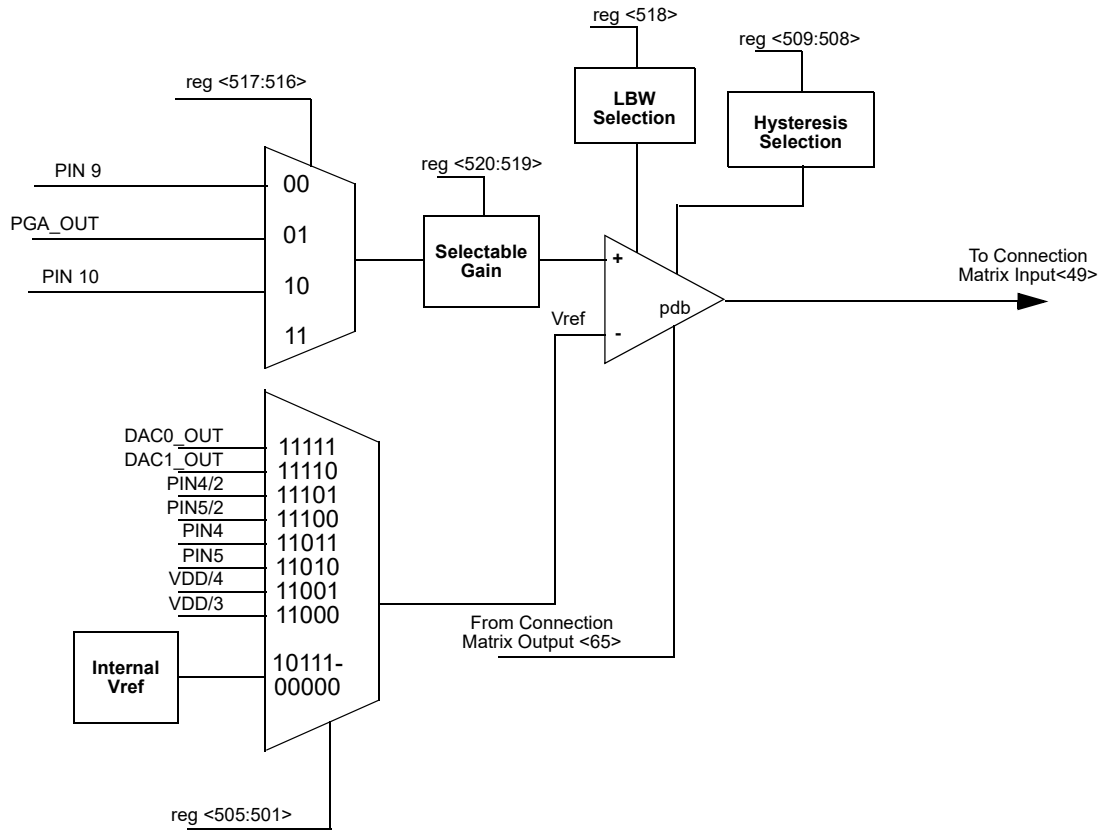 reg <518>
reg <509:508>
reg <517:516>
LBW
Selection
Hysteresis
Selection
PIN 9
00
reg <520:519>
PGA_OUT
01
Selectable
Gain
+
To Connection
Matrix Input<49>
PIN 10
10
pdb
11
Vref
-
DAC0_OUT
11111
DAC1_OUT
11110
PIN4/2
11101
PIN5/2
11100
PIN4
11011
PIN5
11010
VDD/4
11001
VDD/3
11000
From Connection
Matrix Output <65>
Internal
Vref
10111-
00000
reg <505:501>